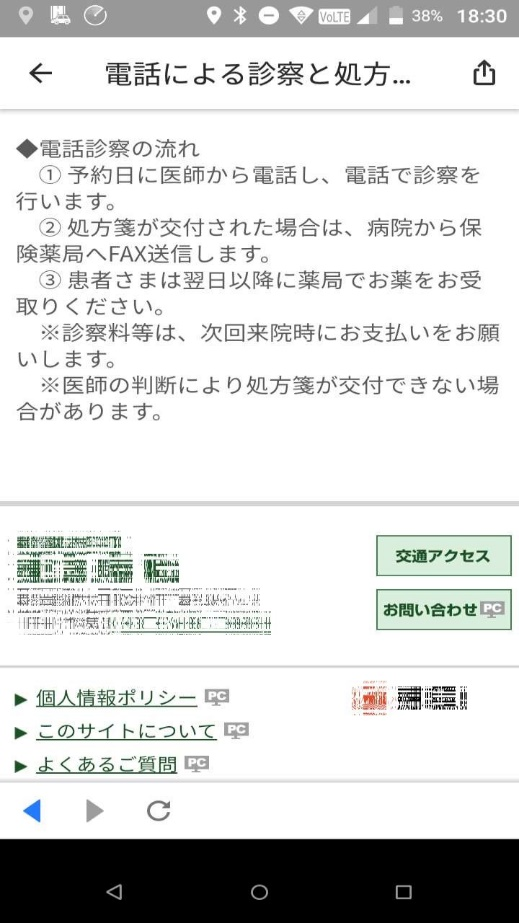 VoLTE 38% 18:30
電話による診察と処方...
◆電話診察の流れ
① 予約日に医師から電話し、電話で診察を
行います。
② 処方箋が交付された場合は、病院から保
険薬局へFAX送信します。
③ 患者さまは翌日以降に薬局でお薬をお受
取りください。
※診察料等は、次回来院時にお支払いをお願
いします。
※医師の判断により処方箋が交付できない場
合があります。
交通アクセス
お問い合わせ PC
▶ 個人情報ポリシー PC
▶ このサイトについて PC
▶ よくあるご質問 PC